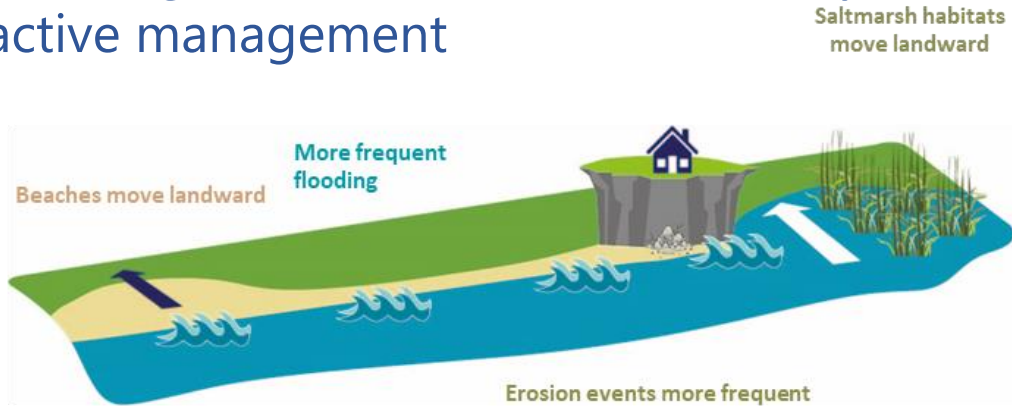 active management
Saltmarsh habitats
move landward
More frequent
flooding
Beaches move landward
Erosion events more frequent